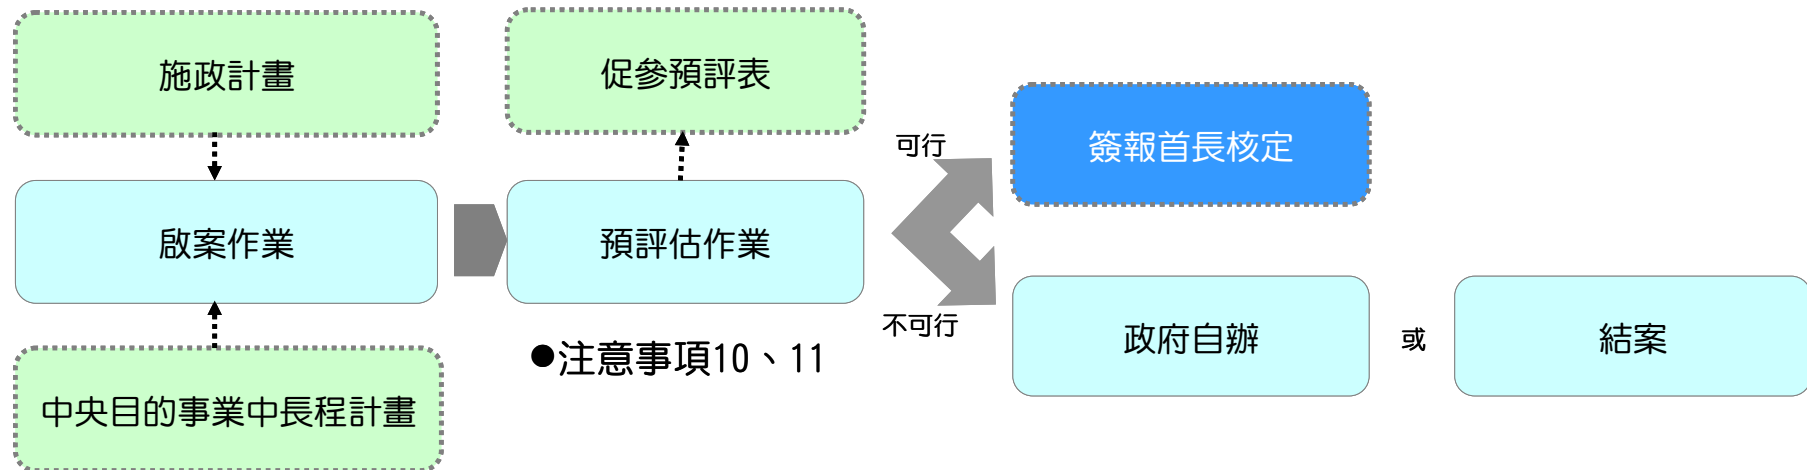 施政計畫
促參預評表
可行
簽報首長核定
啟案作業
預評估作業
不可行
政府自辦
或
結案
●注意事項10、11
中央目的事業中長程計畫